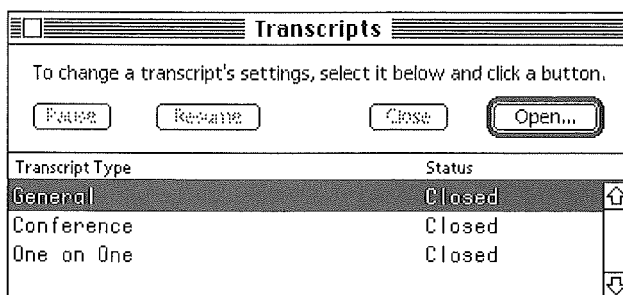 Transcripts
To change a transcript's settings, select it below and click a button.
Pause Resume Close Open...
Transcript Type Status
General Closed
Conference Closed
One on One Closed